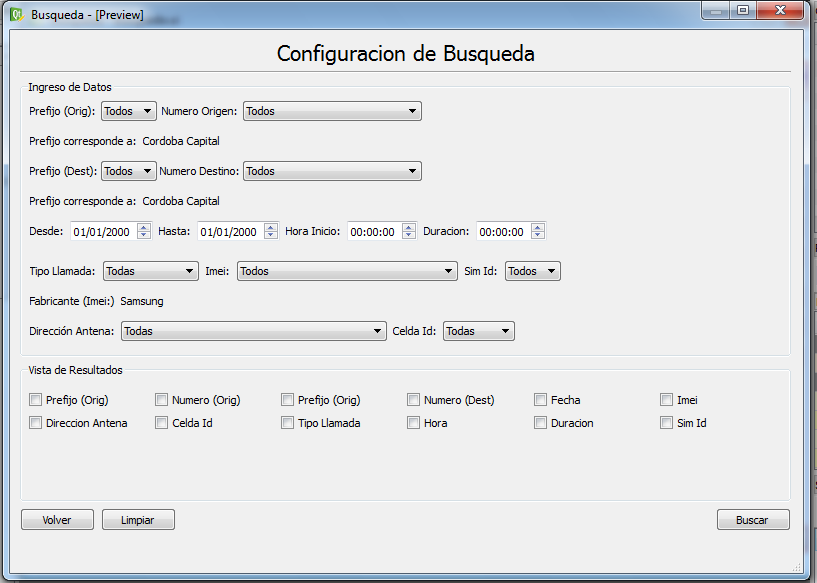 Busqueda - [Preview]
Configuracion de Busqueda
Ingreso de Datos
Prefijo (Orig): Todos Numero Origen: Todos
Prefijo corresponde a: Cordoba Capital
Prefijo (Dest): Todos Numero Destino: Todos
Prefijo corresponde a: Cordoba Capital
Desde: 01/01/2000 Hasta: 01/01/2000 Hora Inicio: 00:00:00 Duracion: 00:00:00
Tipo Llamada: Todas Imei: Todos Sim Id: Todos
Fabricante (Imei:) Samsung
Dirección Antena: Todas Celda Id: Todas
Vista de Resultados
Prefijo (Orig) Numero (Orig) Prefijo (Orig) Numero (Dest) Fecha Imei
Direccion Antena Celda Id Tipo Llamada Hora Duracion Sim Id
Volver Limpiar Buscar